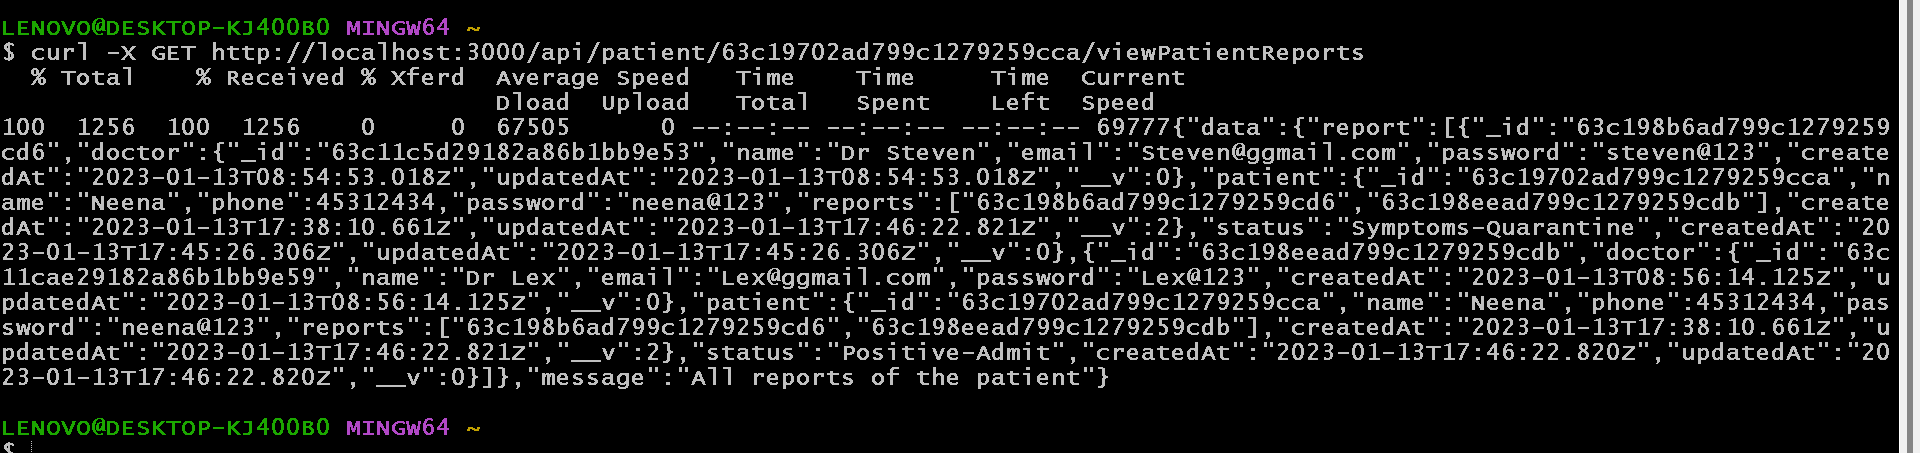 LENOVO@DESKTOP-KJ400B0 MINGW64 ~
$ curl -X GET http://localhost:3000/api/patient/63c19702ad799c1279259cca/viewPatientReports
  % Total    % Received % Xferd  Average Speed   Time    Time     Time  Current
                                 Dload  Upload   Total   Spent    Left  Speed
100  1256  100  1256    0     0  67505      0 --:--:-- --:--:-- --:--:-- 69777{"data":{"report":[{"_id":"63c198b6ad799c1279259
cd6","doctor":{"_id":"63c11c5d29182a86b1bb9e53","name":"Dr Steven","email":"Steven@ggmail.com","password":"steven@123","create
dAt":"2023-01-13T08:54:53.018Z","updatedAt":"2023-01-13T08:54:53.018Z","__v":0},"patient":{"_id":"63c19702ad799c1279259cca","n
ame":"Neena","phone":45312434,"password":"neena@123","reports":["63c198b6ad799c1279259cd6","63c198eead799c1279259cdb"],"create
dAt":"2023-01-13T17:38:10.661Z","updatedAt":"2023-01-13T17:46:22.821Z","__v":2},"status":"Symptoms-Quarantine","createdAt":"20
23-01-13T17:45:26.306Z","updatedAt":"2023-01-13T17:45:26.306Z","__v":0},{"_id":"63c198eead799c1279259cdb","doctor":{"_id":"63c
11cae29182a86b1bb9e59","name":"Dr Lex","email":"Lex@ggmail.com","password":"Lex@123","createdAt":"2023-01-13T08:56:14.125Z","u
pdatedAt":"2023-01-13T08:56:14.125Z","__v":0},"patient":{"_id":"63c19702ad799c1279259cca","name":"Neena","phone":45312434,"pas
sword":"neena@123","reports":["63c198b6ad799c1279259cd6","63c198eead799c1279259cdb"],"createdAt":"2023-01-13T17:38:10.661Z","u
pdatedAt":"2023-01-13T17:46:22.821Z","__v":2},"status":"Positive-Admit","createdAt":"2023-01-13T17:46:22.820Z","updatedAt":"20
23-01-13T17:46:22.820Z","__v":0}]},"message":"All reports of the patient"}
LENOVO@DESKTOP-KJ400B0 MINGW64 ~
$